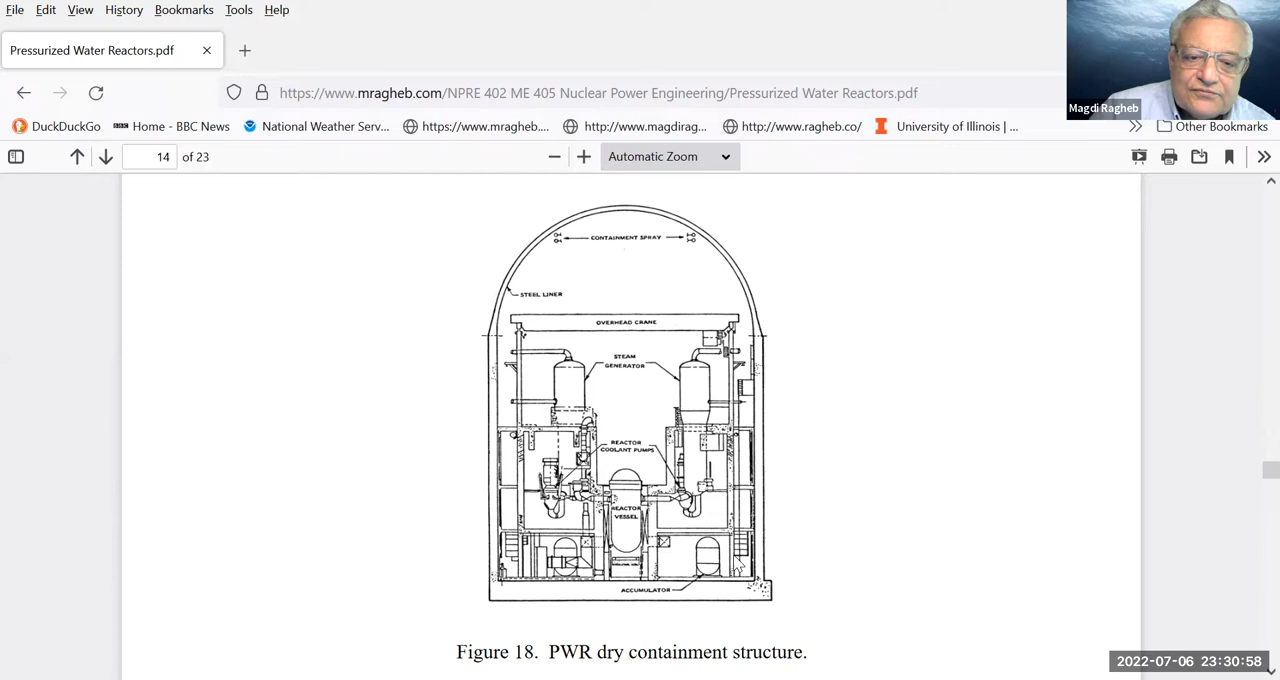 File Edit View History Bookmarks Tools Help
Pressurized Water Reactors.pdf
https://www.mragheb.com/NPRE 402 ME 405 Nuclear Power Engineering/Pressurized Water Reactors.pdf
Magdi Ragheb
DuckDuckGo BBC Home - BBC News National Weather Serv... https://www.mragheb.... http://www.magdirag... http://www.ragheb.co/ University of Illinois | ... Other Bookmarks
14 of 23 Automatic Zoom
CONTAINMENT SPRAY
STEEL LINER
OVERHEAD CRANE
STEAM
GENERATOR
REACTOR
COOLANT PUMPS
REACTOR
VESSEL
ACCUMULATOR
Figure 18. PWR dry containment structure.
2022-07-06 23:30:58